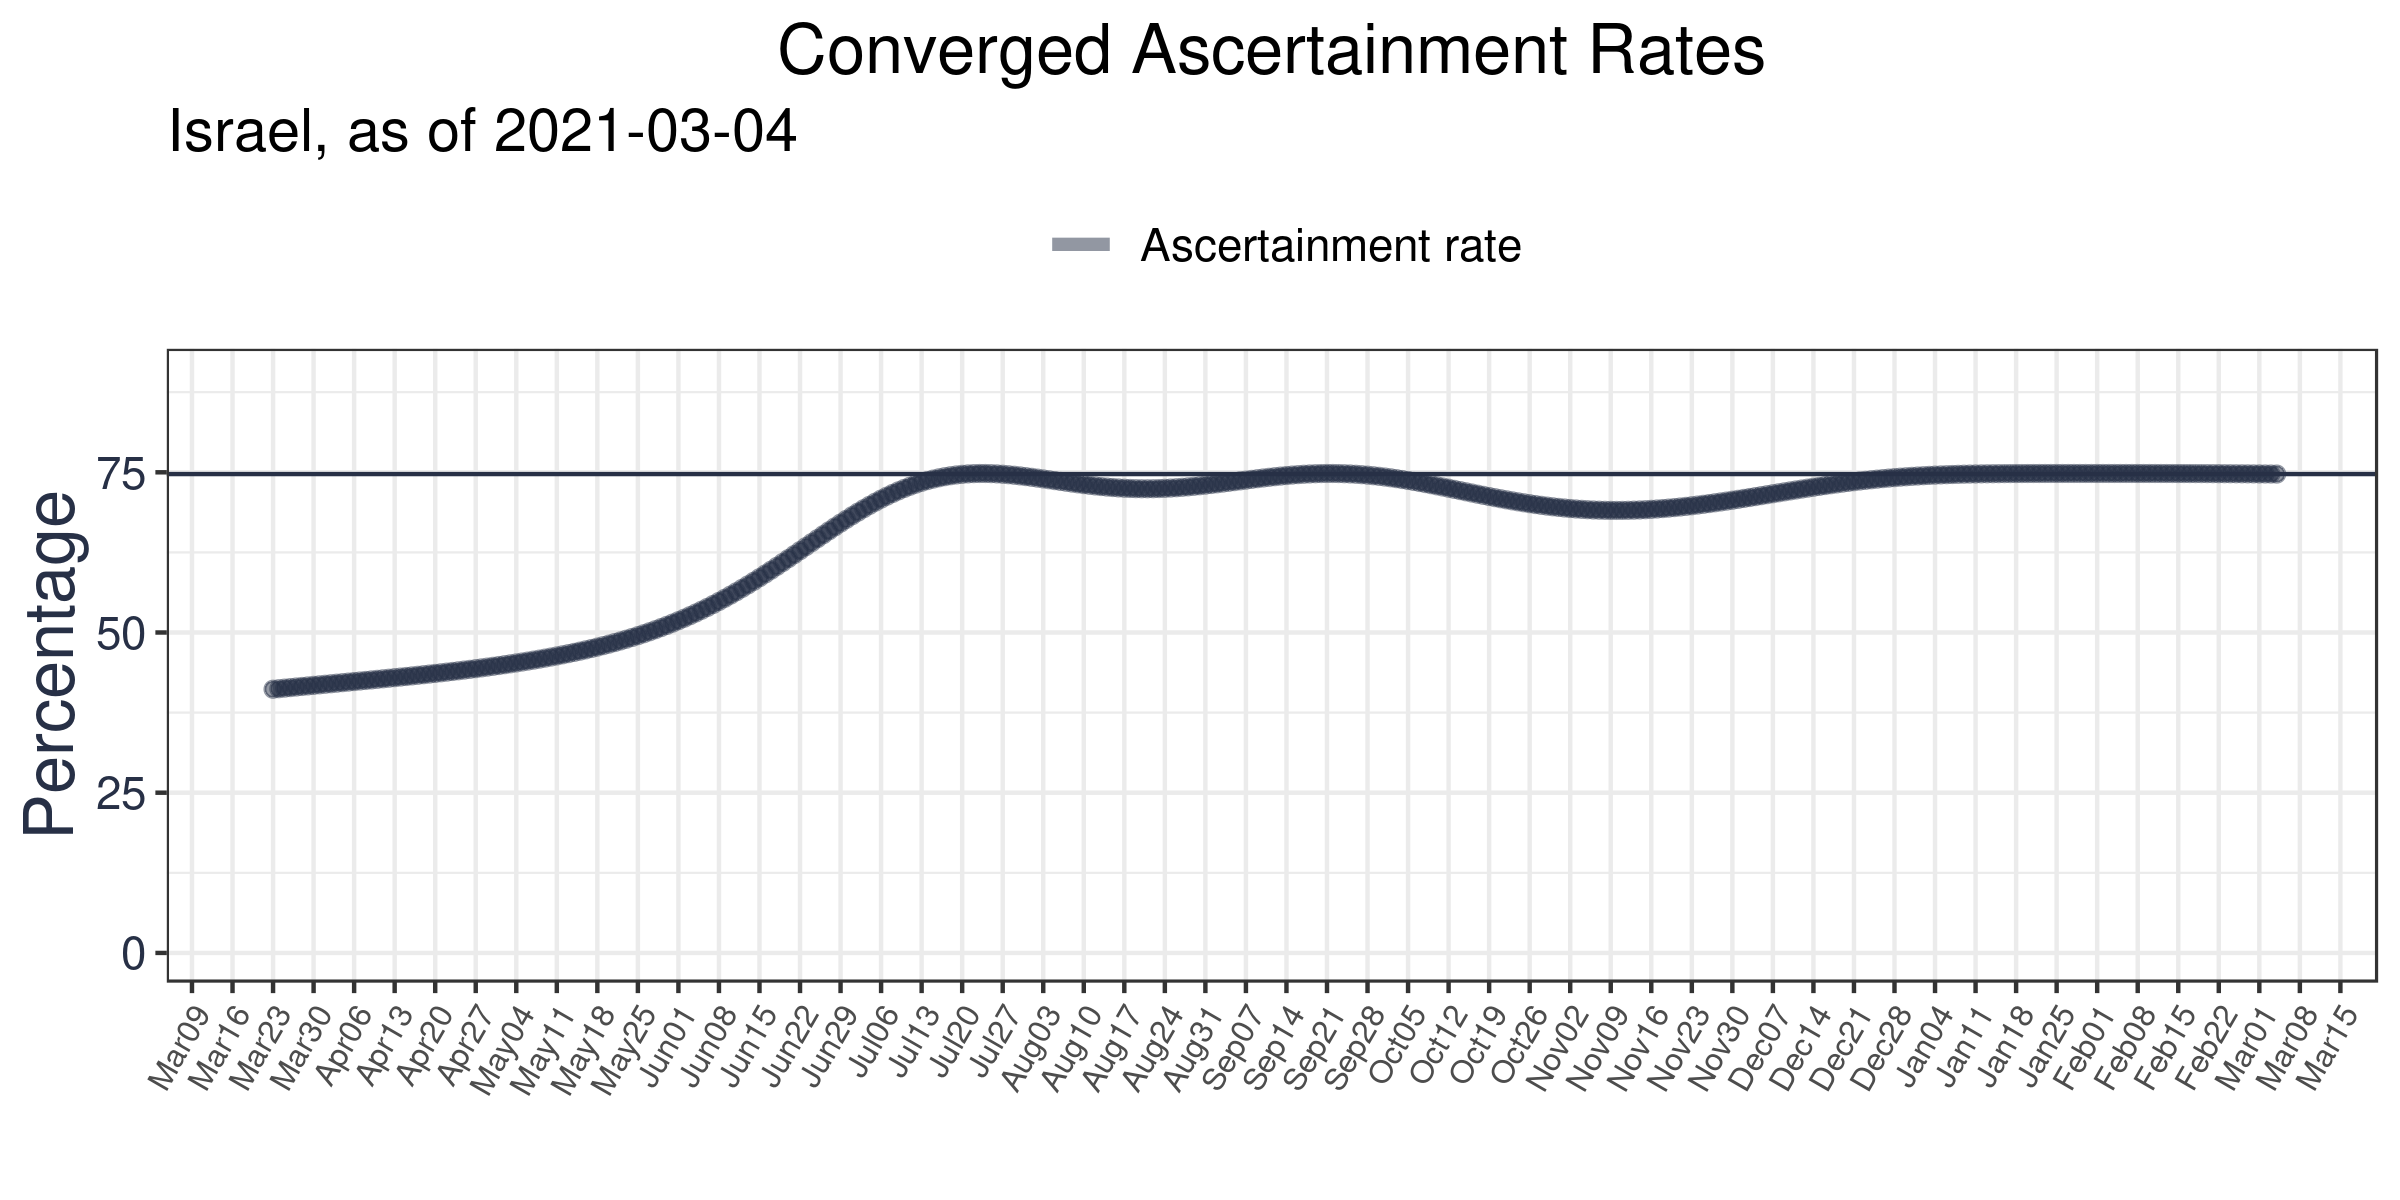 Converged Ascertainment Rates
Israel, as of 2021-03-04
Ascertainment rate
Percentage
75
50
25
0
Mar09
Mar16
Mar23
Mar30
Apr06
Apr13
Apr20
Apr27
May04
May11
May18
May25
Jun01
Jun08
Jun15
Jun22
Jun29
Jul06
Jul13
Jul20
Jul27
Aug03
Aug10
Aug17
Aug24
Aug31
Sep07
Sep14
Sep21
Sep28
Oct05
Oct12
Oct19
Oct26
Nov02
Nov09
Nov16
Nov23
Nov30
Dec07
Dec14
Dec21
Dec28
Jan04
Jan11
Jan18
Jan25
Feb01
Feb08
Feb15
Feb22
Mar01
Mar08
Mar15